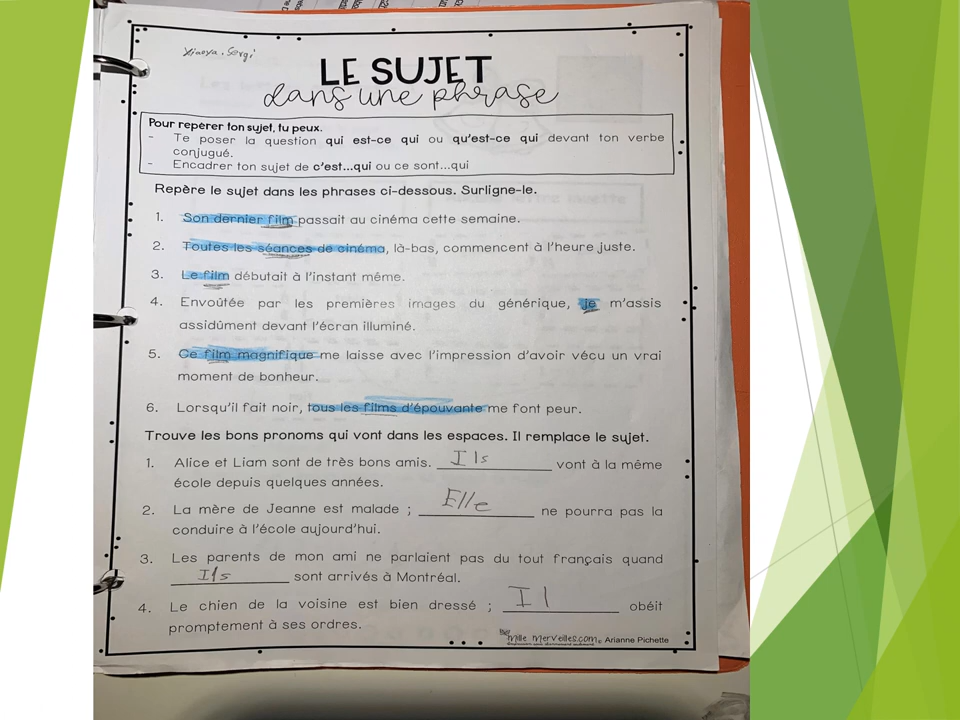 Xiaoya. Sergi
LE SUJET
dans une phrase
Pour repérer ton sujet, tu peux.
- Te poser la question qui est-ce qui ou qu'est-ce qui devant ton verbe
conjugué.
- Encadrer ton sujet de c'est...qui ou ce sont...qui
Repère le sujet dans les phrases ci-dessous. Surligne-le.
1. Son dernier film passait au cinéma cette semaine.
2. Toutes les séances de cinéma, là-bas, commencent à l'heure juste.
3. Le film débutait à l'instant même.
4. Envoûtée par les premières images du générique, je m'assis
assidûment devant l'écran illuminé.
5. Ce film magnifique me laisse avec l'impression d'avoir vécu un vrai
moment de bonheur.
6. Lorsqu'il fait noir, tous les films d'épouvante me font peur.
Trouve les bons pronoms qui vont dans les espaces. Il remplace le sujet.
1. Alice et Liam sont de très bons amis. Ils vont à la même
école depuis quelques années.
2. La mère de Jeanne est malade ; Elle ne pourra pas la
conduire à l'école aujourd'hui.
3. Les parents de mon ami ne parlaient pas du tout français quand
Ils sont arrivés à Montréal.
4. Le chien de la voisine est bien dressé ; Il obéit
promptement à ses ordres.
mille merveilles.com Arianne Pichette